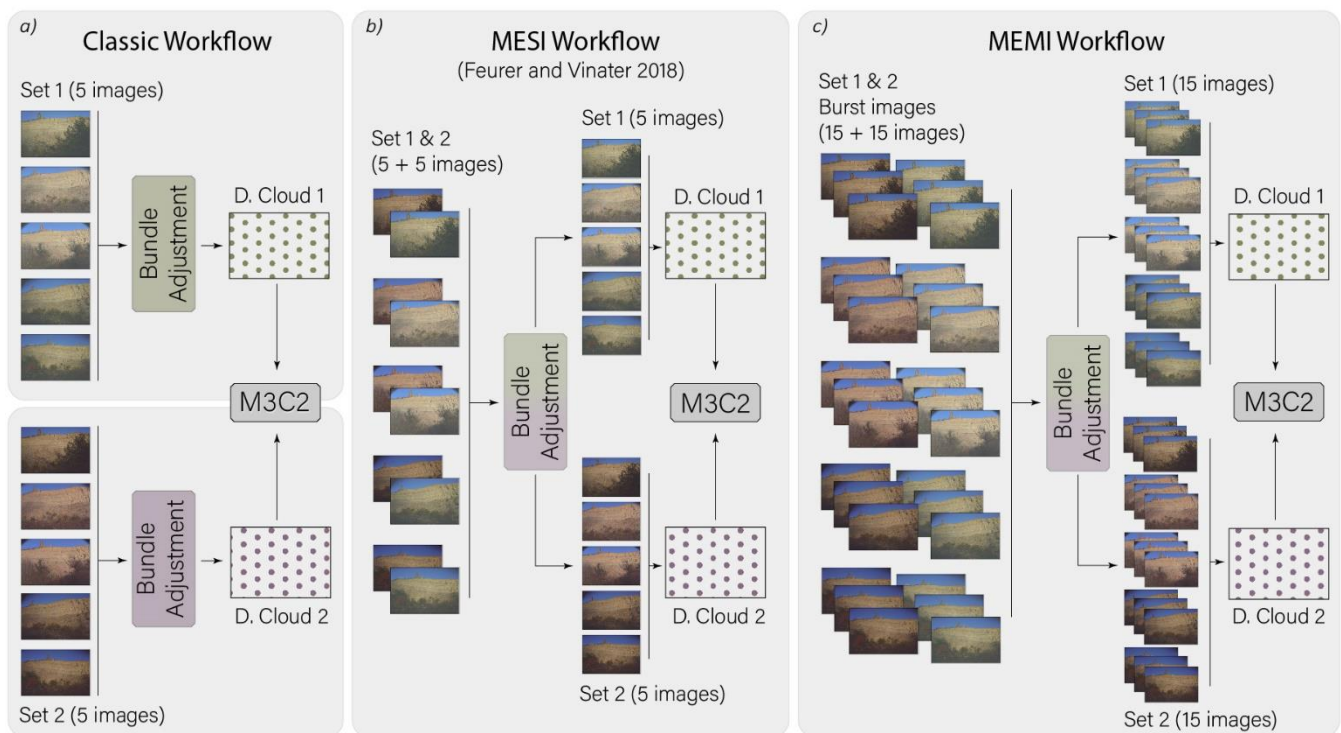 a)
Classic Workflow
Set 1 (5 images)
Bundle
Adjustment
D. Cloud 1
M3C2
Bundle
Adjustment
D. Cloud 2
Set 2 (5 images)
b)
MESI Workflow
(Feurer and Vinater 2018)
Set 1 & 2
(5 + 5 images)
Bundle
Adjustment
Set 1 (5 images)
D. Cloud 1
M3C2
D. Cloud 2
Set 2 (5 images)
c)
MEMI Workflow
Set 1 & 2
Burst images
(15 + 15 images)
Bundle
Adjustment
Set 1 (15 images)
D. Cloud 1
M3C2
D. Cloud 2
Set 2 (15 images)